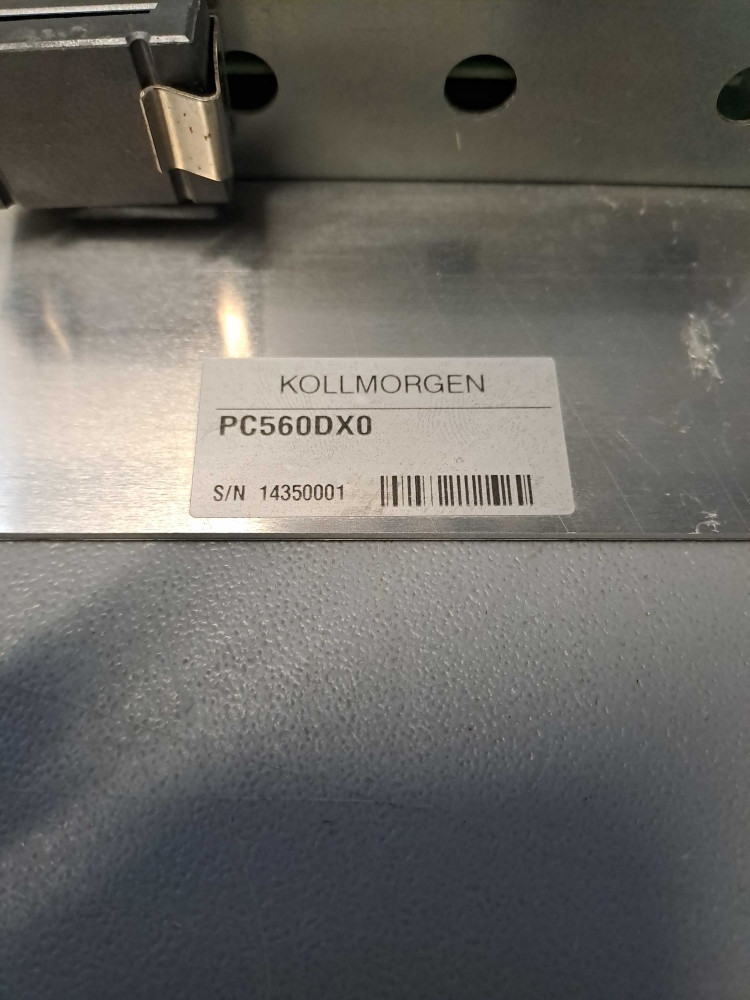 KOLLMORGEN
PC560DX0
S/N 14350001